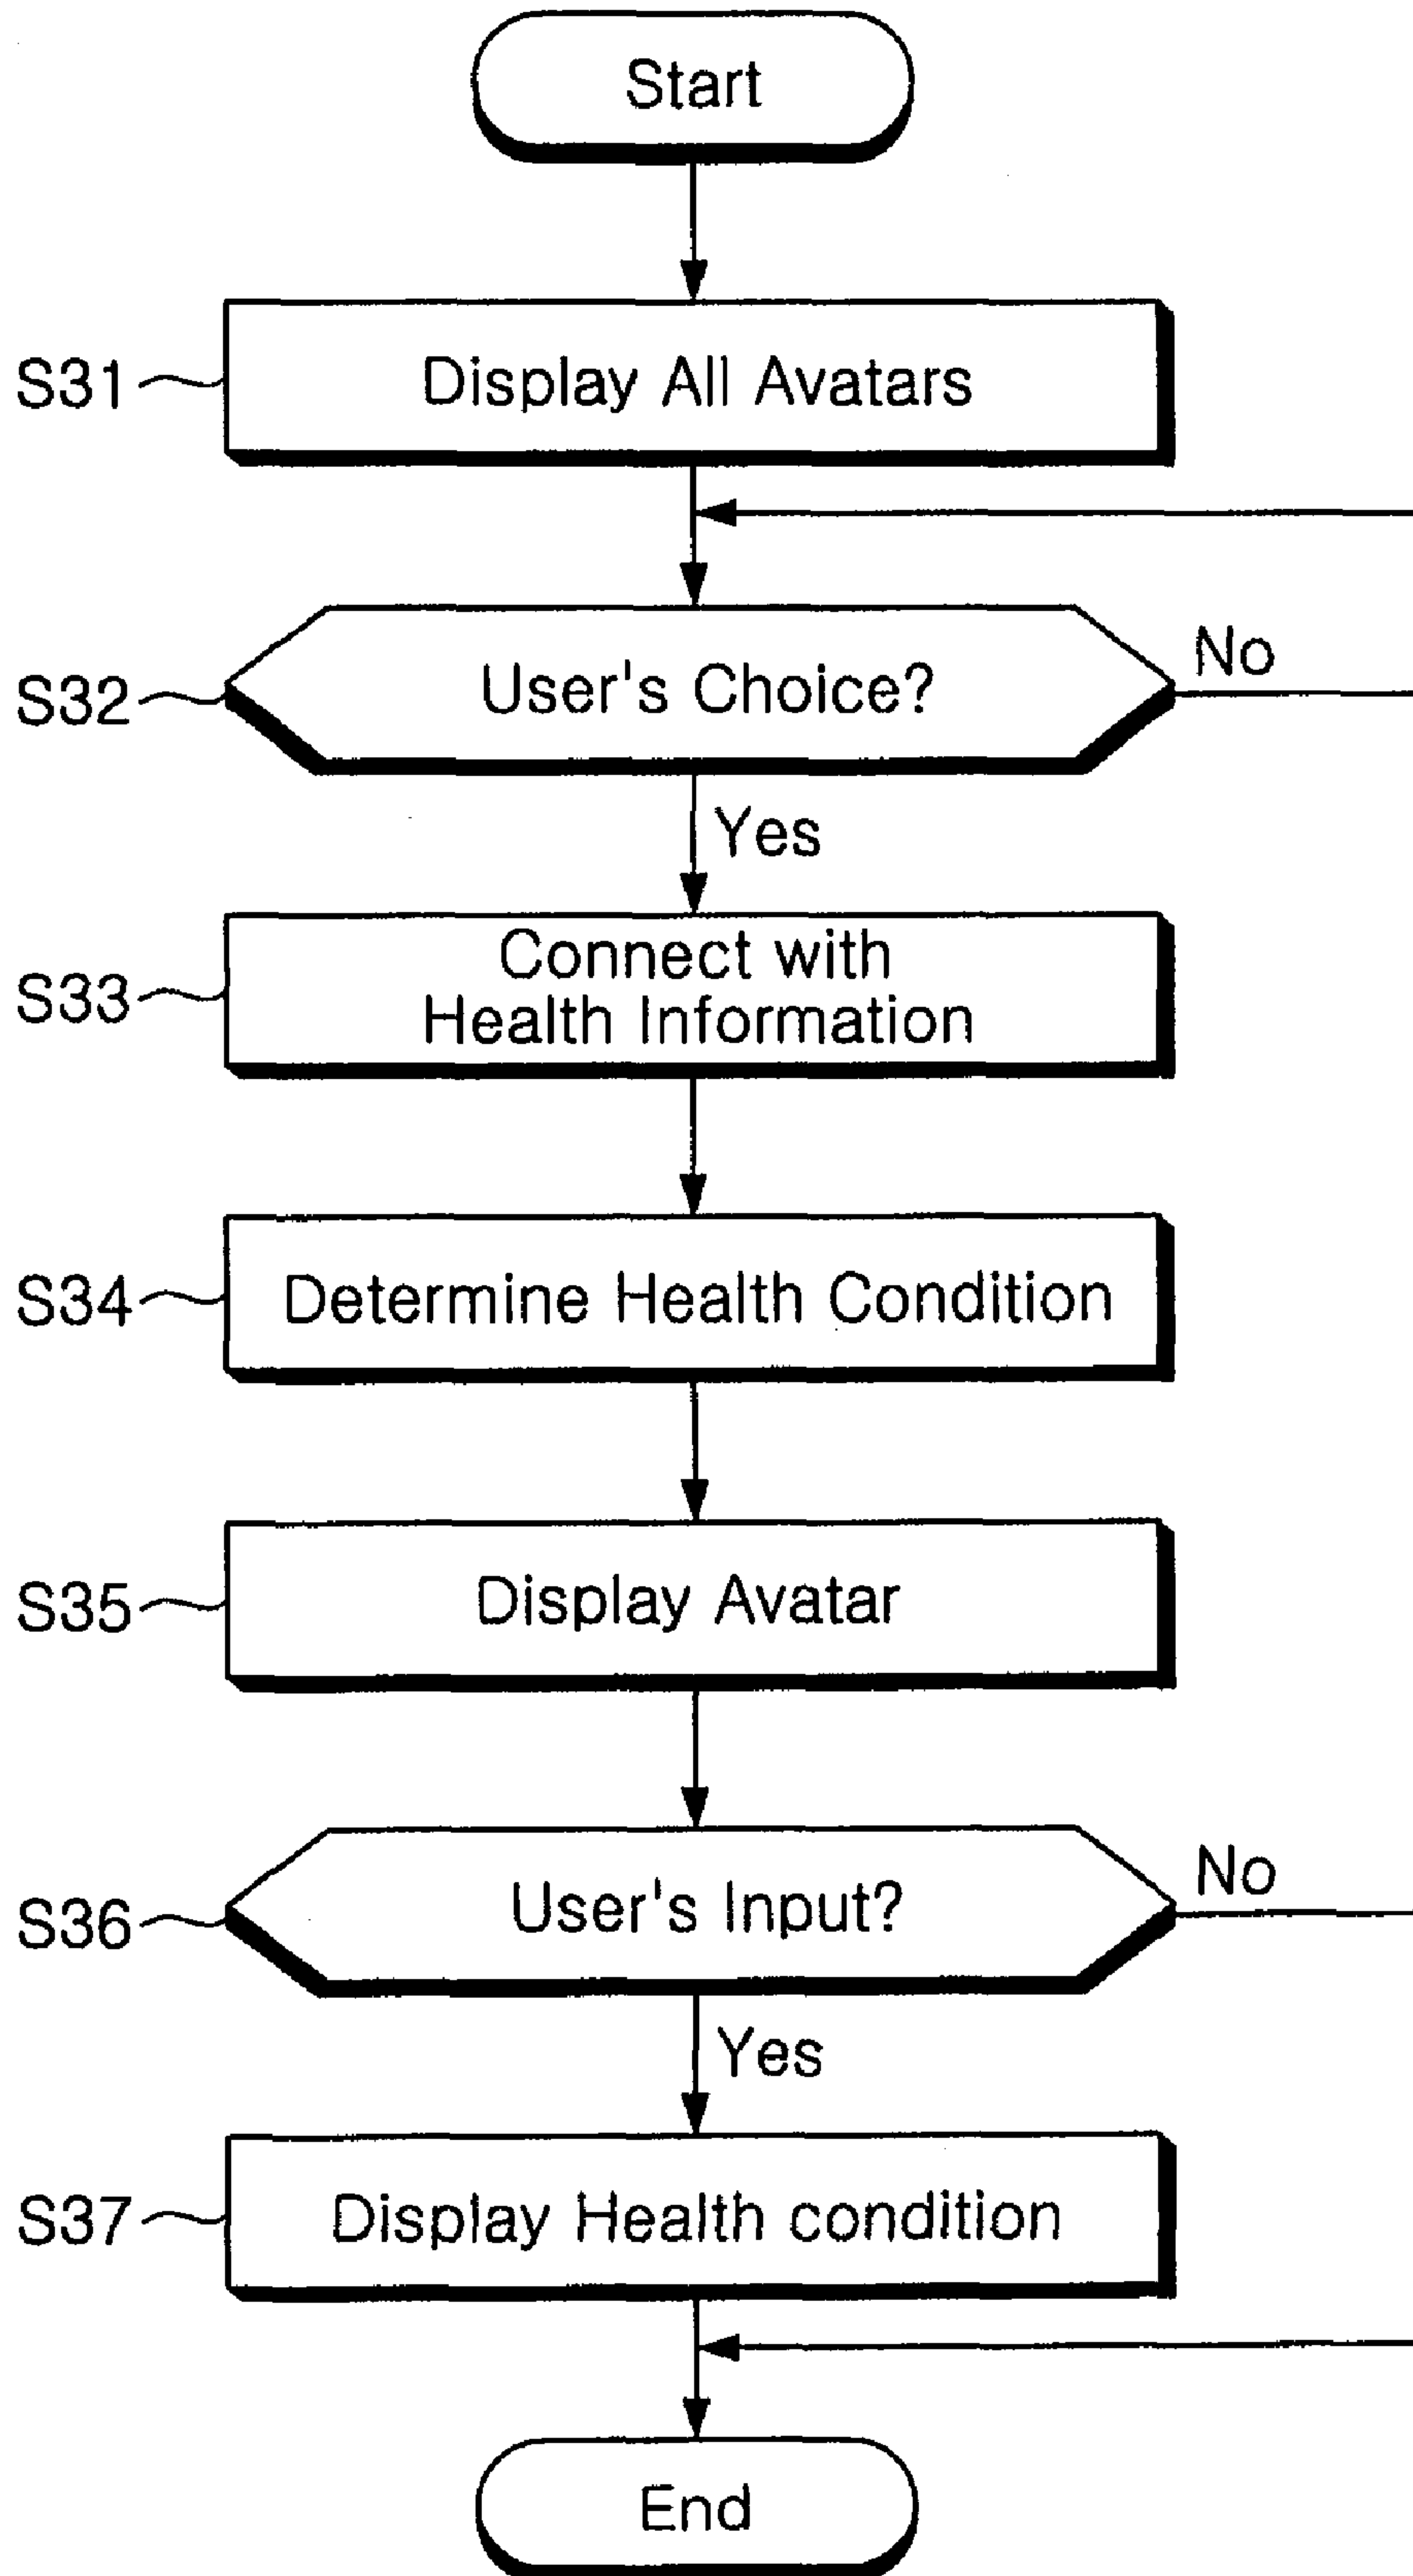 Start
S31
Display All Avatars
S32
User's Choice?
No
Yes
S33
Connect with
Health Information
S34
Determine Health Condition
S35
Display Avatar
S36
User's Input?
No
Yes
S37
Display Health condition
End